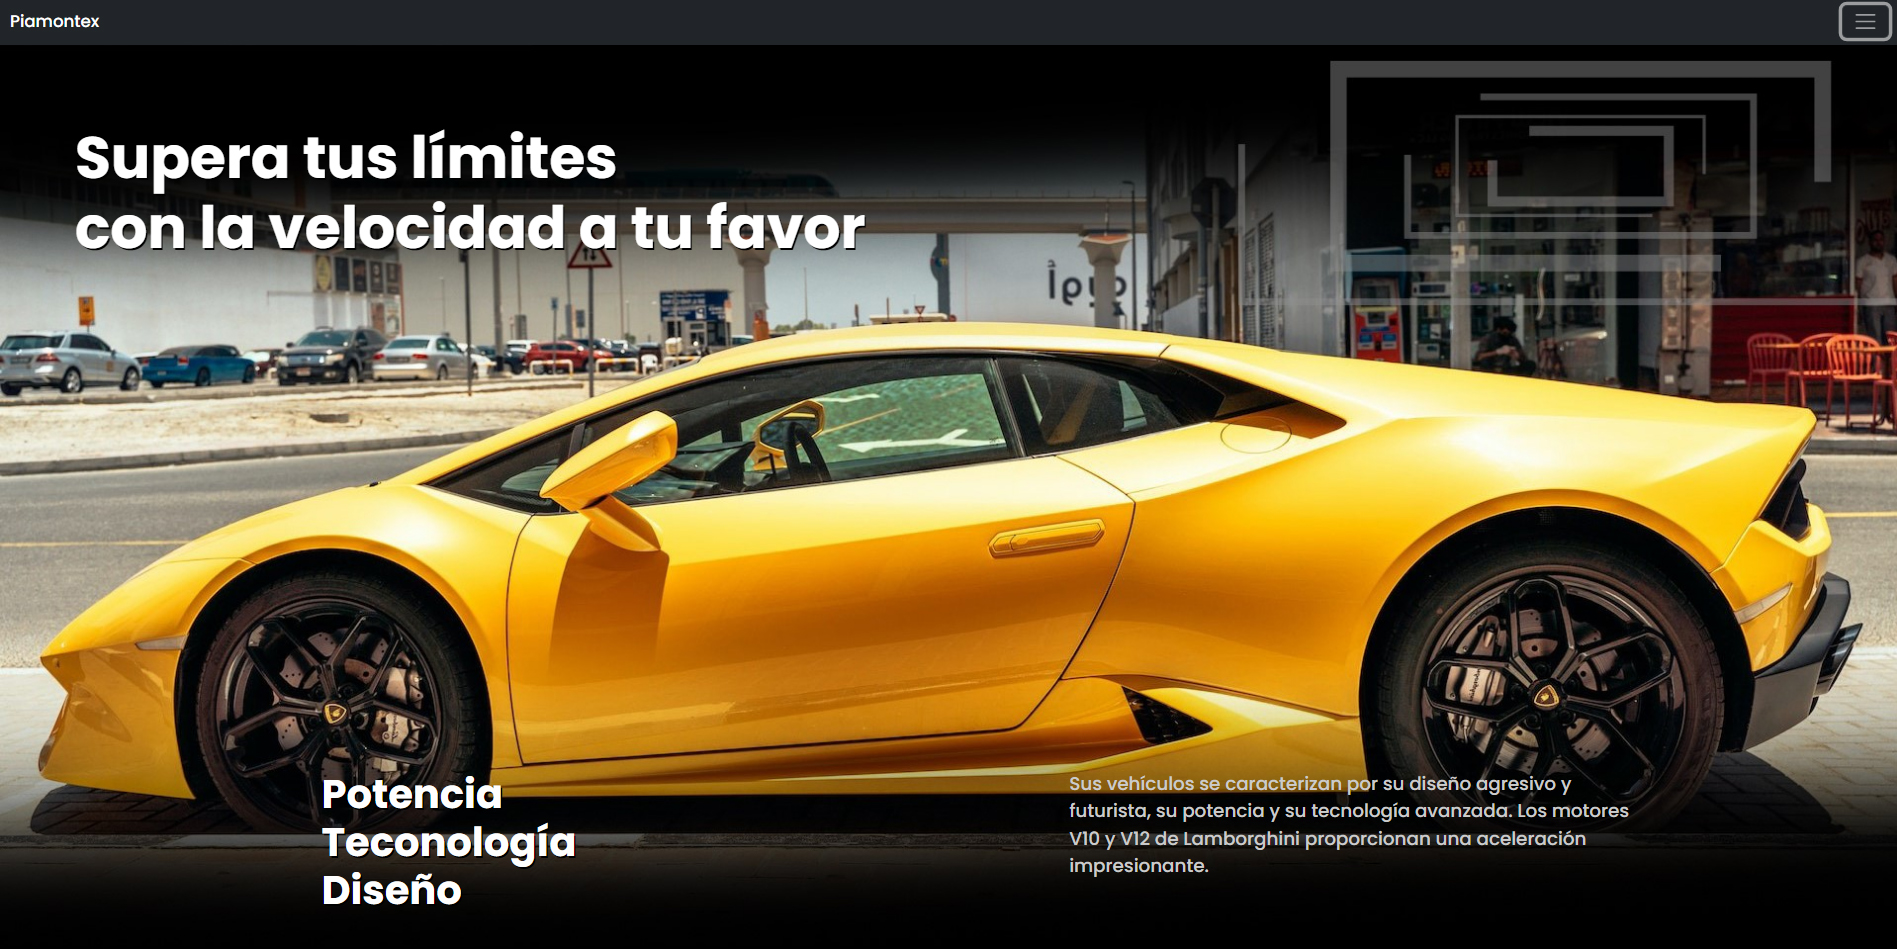 Piamontex
Supera tus límites
con la velocidad a tu favor
Potencia
Teconología
Diseño
Sus vehículos se caracterizan por su diseño agresivo y
futurista, su potencia y su tecnología avanzada. Los motores
V10 y V12 de Lamborghini proporcionan una aceleración
impresionante.